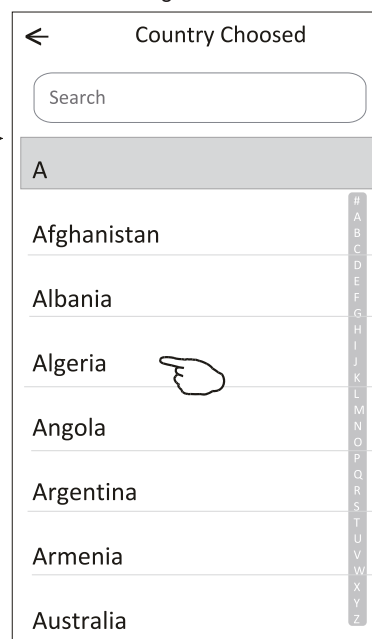 Country Choosed
Search
A
Afghanistan
Albania
Algeria
Angola
Argentina
Armenia
Australia
#
A
B
C
D
E
F
G
H
I
J
K
L
M
N
O
P
Q
R
S
T
U
V
W
X
Y
Z